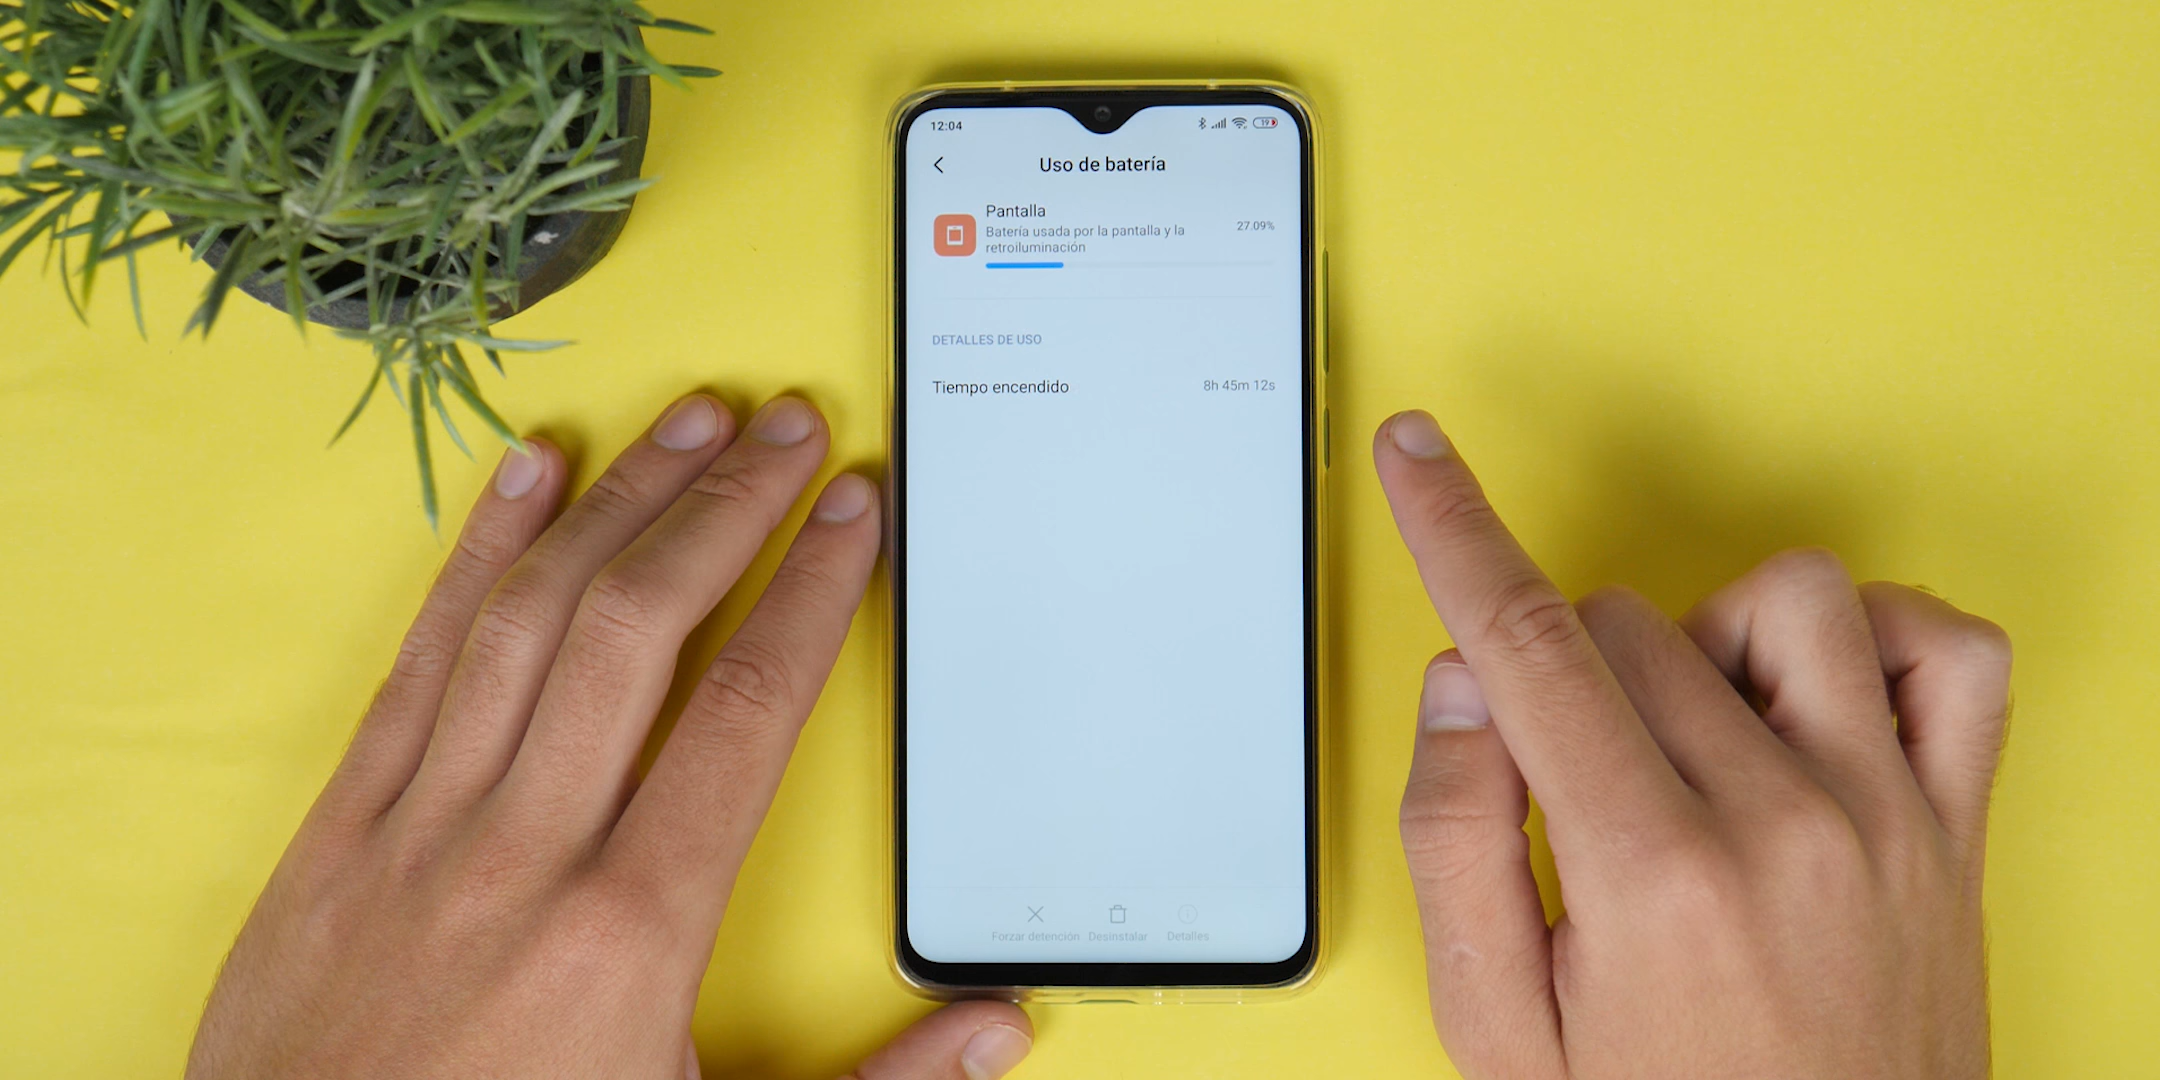 12:04
19
Uso de batería
Pantalla
Batería usada por la pantalla y la
retroiluminación
27.09%
DETALLES DE USO
Tiempo encendido 8h 45m 12s
Forzar detención Desinstalar Detalles